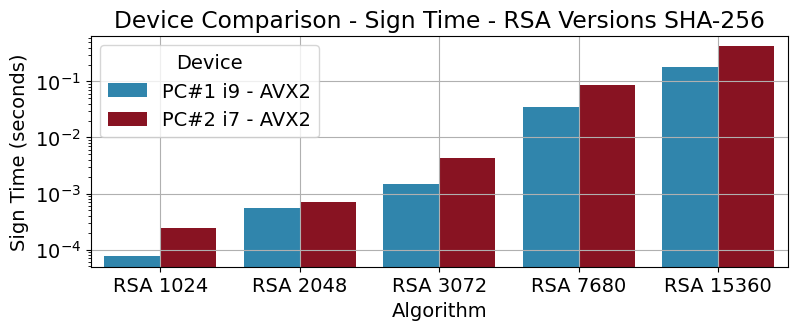 Device Comparison - Sign Time - RSA Versions SHA-256
Sign Time (seconds)
10⁻¹
10⁻²
10⁻³
10⁻⁴
Device
PC#1 i9 - AVX2
PC#2 i7 - AVX2
RSA 1024
RSA 2048
RSA 3072
RSA 7680
RSA 15360
Algorithm